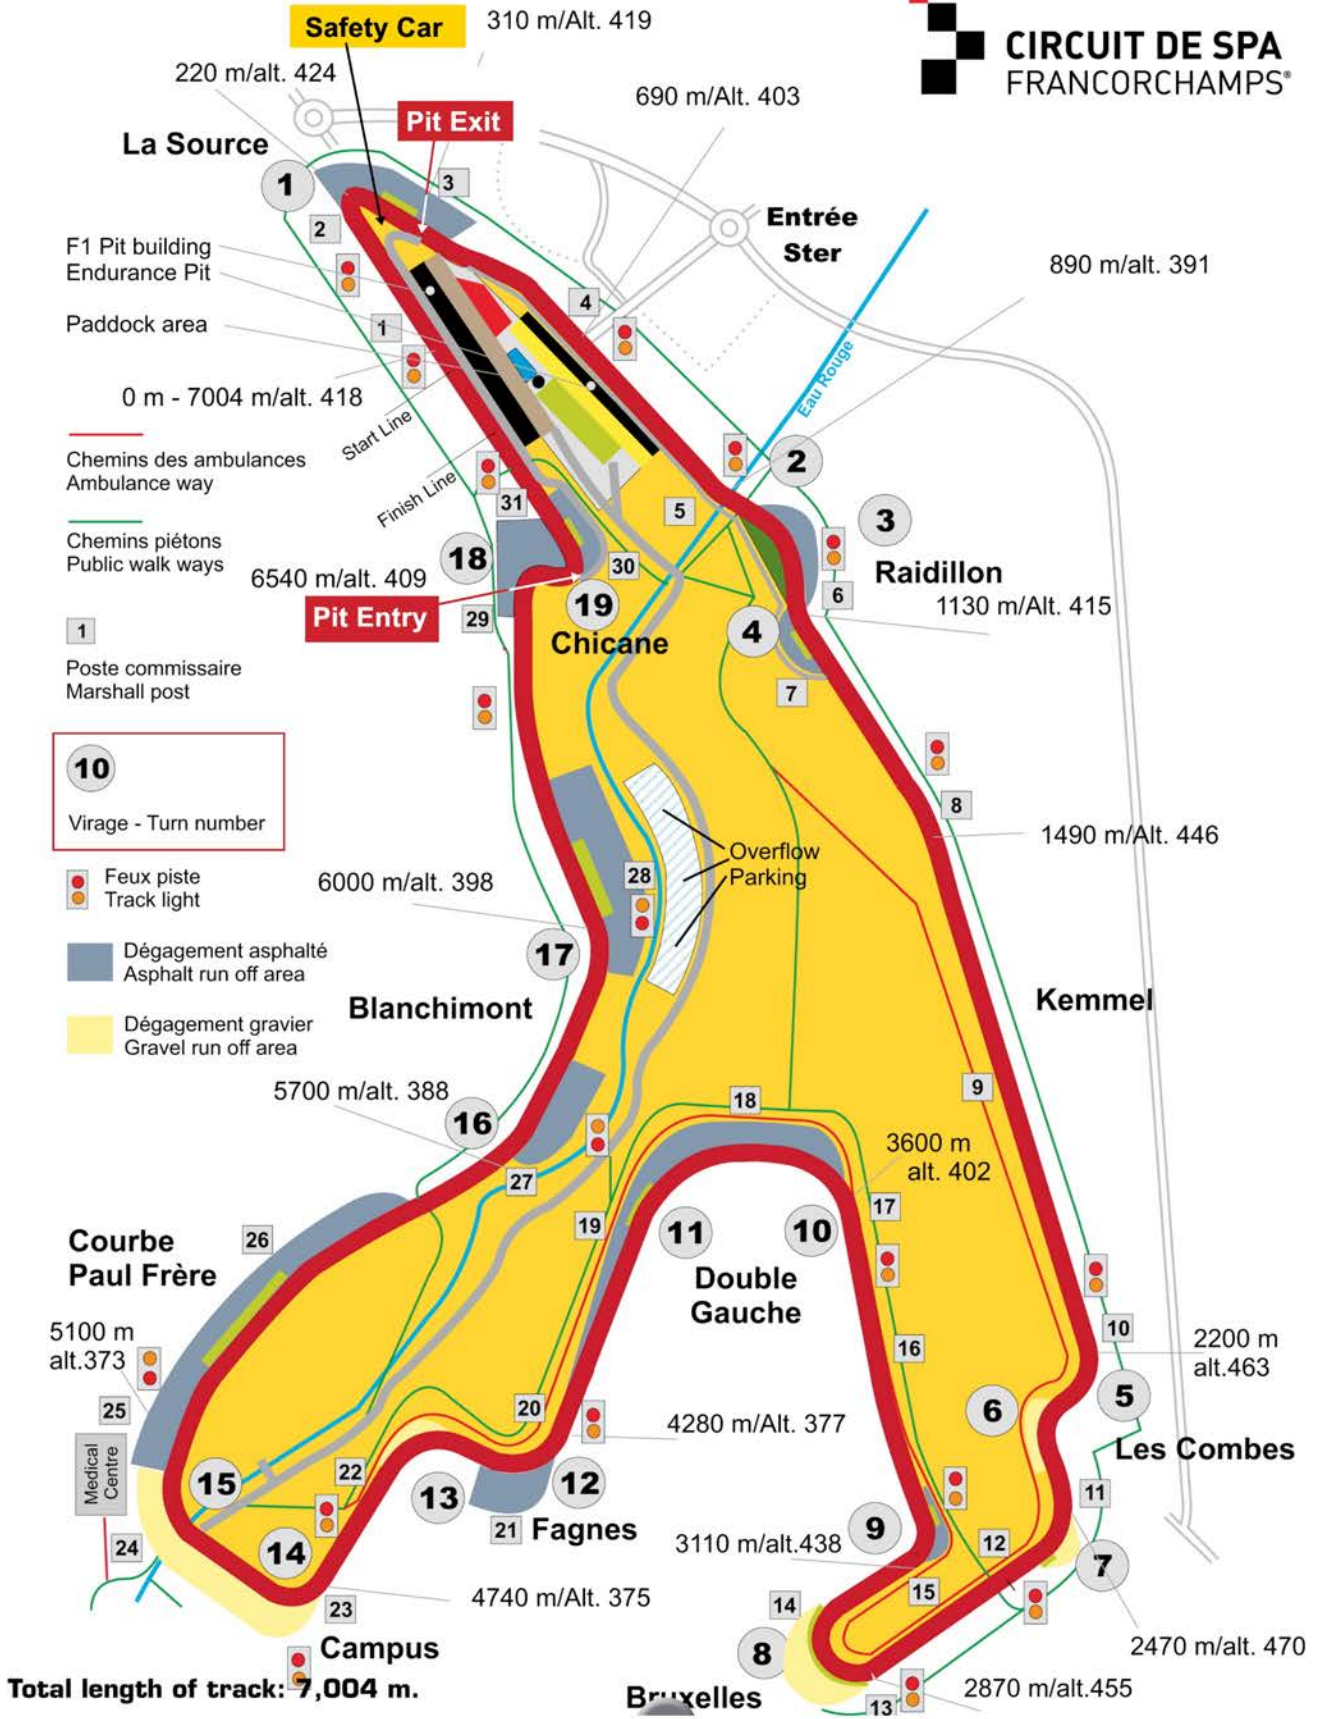 Safety Car
310 m/Alt. 419
CIRCUIT DE SPA
FRANCORCHAMPS®
220 m/alt. 424
690 m/Alt. 403
Pit Exit
La Source
1
3
2
Entrée
Ster
F1 Pit building
Endurance Pit
890 m/alt. 391
4
Paddock area
1
Eau Rouge
0 m - 7004 m/alt. 418
Start Line
Finish Line
Chemins des ambulances
Ambulance way
2
31
5
3
Chemins piétons
Public walk ways
18
30
Raidillon
6540 m/alt. 409
6
1130 m/Alt. 415
Pit Entry
29
19
Chicane
4
1
Poste commissaire
Marshall post
7
10
Virage - Turn number
8
1490 m/Alt. 446
Overflow
Parking
28
Feux piste
Track light
6000 m/alt. 398
17
Dégagement asphalté
Asphalt run off area
Blanchimont
Kemmel
Dégagement gravier
Gravel run off area
5700 m/alt. 388
9
18
16
3600 m
alt. 402
27
17
19
11
10
26
Courbe
Paul Frère
Double
Gauche
5100 m
alt.373
10
2200 m
alt.463
16
5
6
25
20
4280 m/Alt. 377
Les Combes
Medical
Centre
15
22
13
12
11
21
Fagnes
9
3110 m/alt.438
12
24
14
7
4740 m/Alt. 375
15
23
14
Campus
8
2470 m/alt. 470
Total length of track: 7,004 m.
Bruxelles
2870 m/alt.455
13